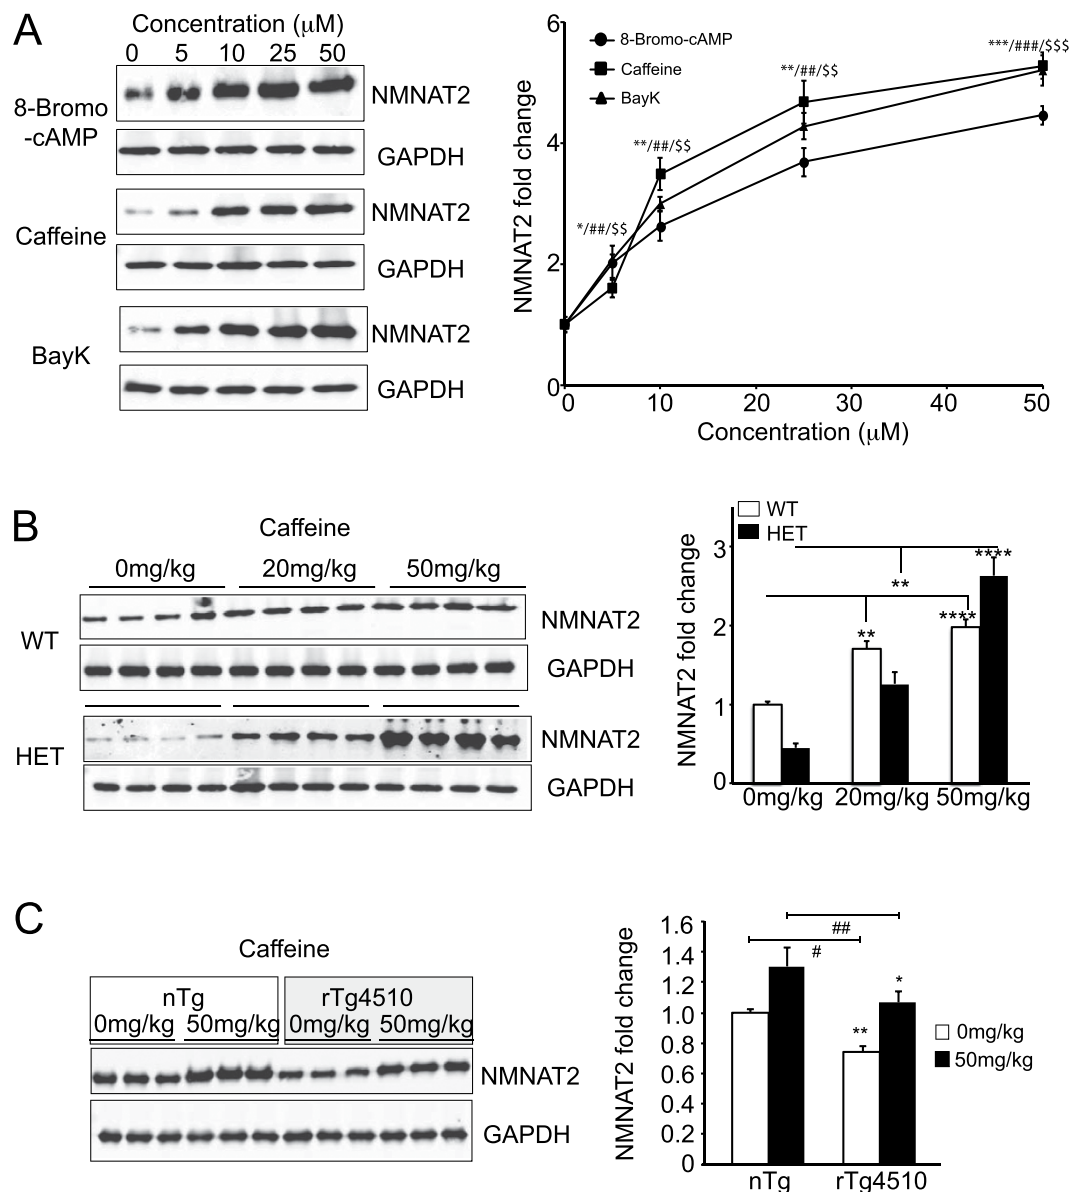 A
Concentration (μM)
0 5 10 25 50
8-Bromo
-cAMP
NMNAT2
GAPDH
Caffeine
NMNAT2
GAPDH
BayK
NMNAT2
GAPDH
8-Bromo-cAMP
Caffeine
BayK
*/##/$$
**/##/$$
**/##/$$
***/###/$$$
NMNAT2 fold change
6
4
2
0
0 10 20 30 40 50
Concentration (μM)
B
Caffeine
0mg/kg 20mg/kg 50mg/kg
WT
NMNAT2
GAPDH
HET
NMNAT2
GAPDH
WT
HET
NMNAT2 fold change
3
2
1
0
**
**
****
****
0mg/kg 20mg/kg 50mg/kg
C
Caffeine
nTg rTg4510
0mg/kg 50mg/kg 0mg/kg 50mg/kg
NMNAT2
GAPDH
NMNAT2 fold change
1.6
1.4
1.2
1.0
0.8
0.6
0.4
0.2
0
##
#
**
*
0mg/kg
50mg/kg
nTg rTg4510